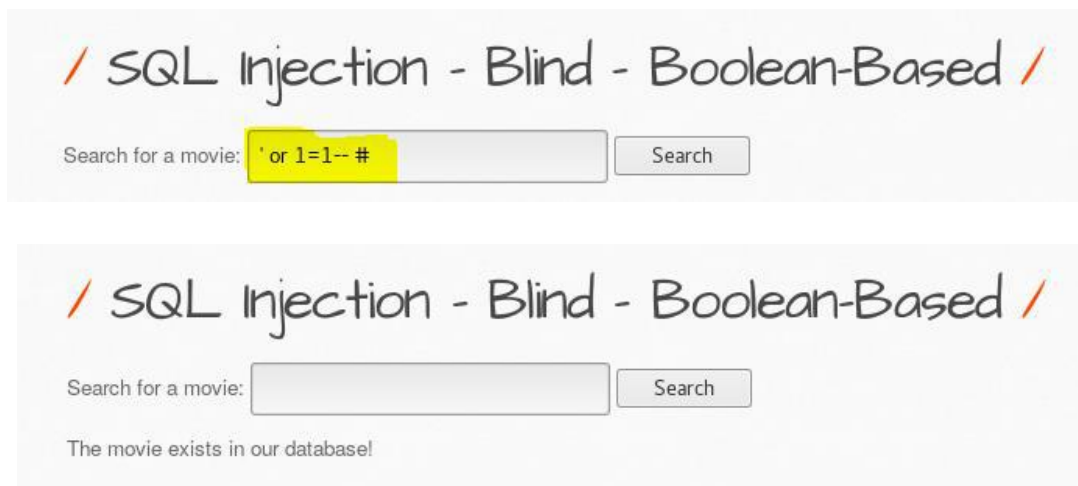 / SQL Injection - Blind - Boolean-Based /
Search for a movie: ' or 1=1-- # Search
/ SQL Injection - Blind - Boolean-Based /
Search for a movie: Search
The movie exists in our database!